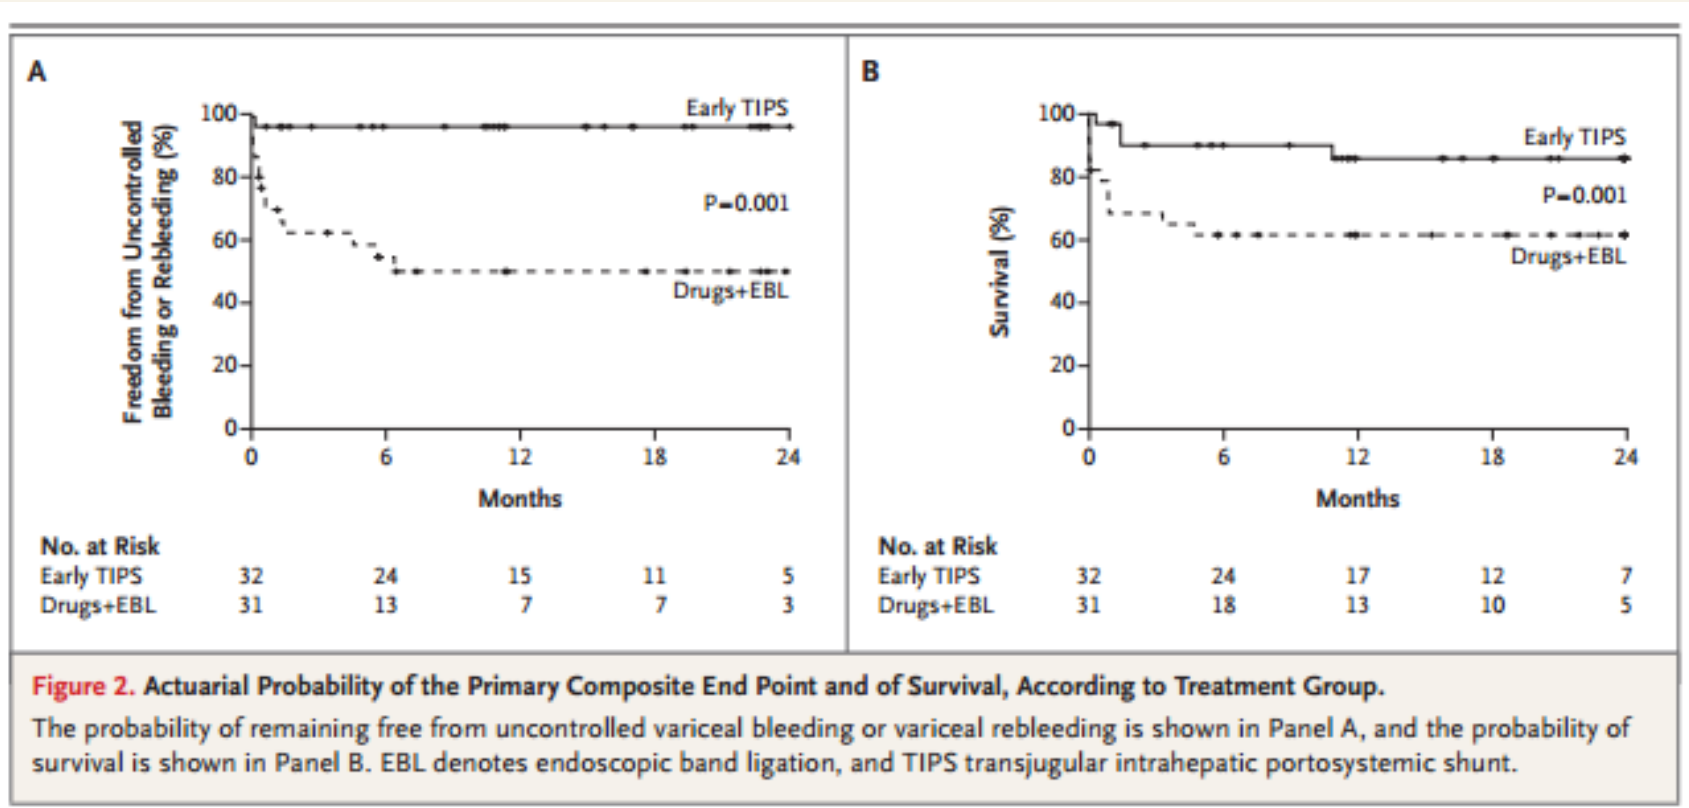 A
Freedom from Uncontrolled
Bleeding or Rebleeding (%)
100
80
60
40
20
0
Early TIPS
P=0.001
Drugs+EBL
0 6 12 18 24
Months
No. at Risk
Early TIPS 32 24 15 11 5
Drugs+EBL 31 13 7 7 3
B
Survival (%)
100
80
60
40
20
0
Early TIPS
P=0.001
Drugs+EBL
0 6 12 18 24
Months
No. at Risk
Early TIPS 32 24 17 12 7
Drugs+EBL 31 18 13 10 5
Figure 2. Actuarial Probability of the Primary Composite End Point and of Survival, According to Treatment Group.
The probability of remaining free from uncontrolled variceal bleeding or variceal rebleeding is shown in Panel A, and the probability of
survival is shown in Panel B. EBL denotes endoscopic band ligation, and TIPS transjugular intrahepatic portosystemic shunt.